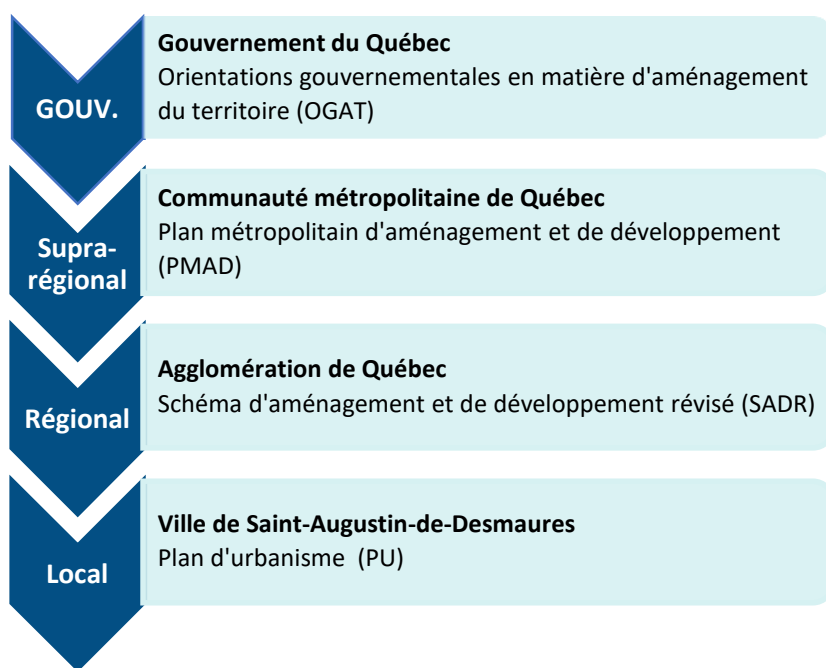 GOUV.
Gouvernement du Québec
Orientations gouvernementales en matière d'aménagement
du territoire (OGAT)
Supra-
régional
Communauté métropolitaine de Québec
Plan métropolitain d'aménagement et de développement
(PMAD)
Régional
Agglomération de Québec
Schéma d'aménagement et de développement révisé (SADR)
Local
Ville de Saint-Augustin-de-Desmaures
Plan d'urbanisme (PU)